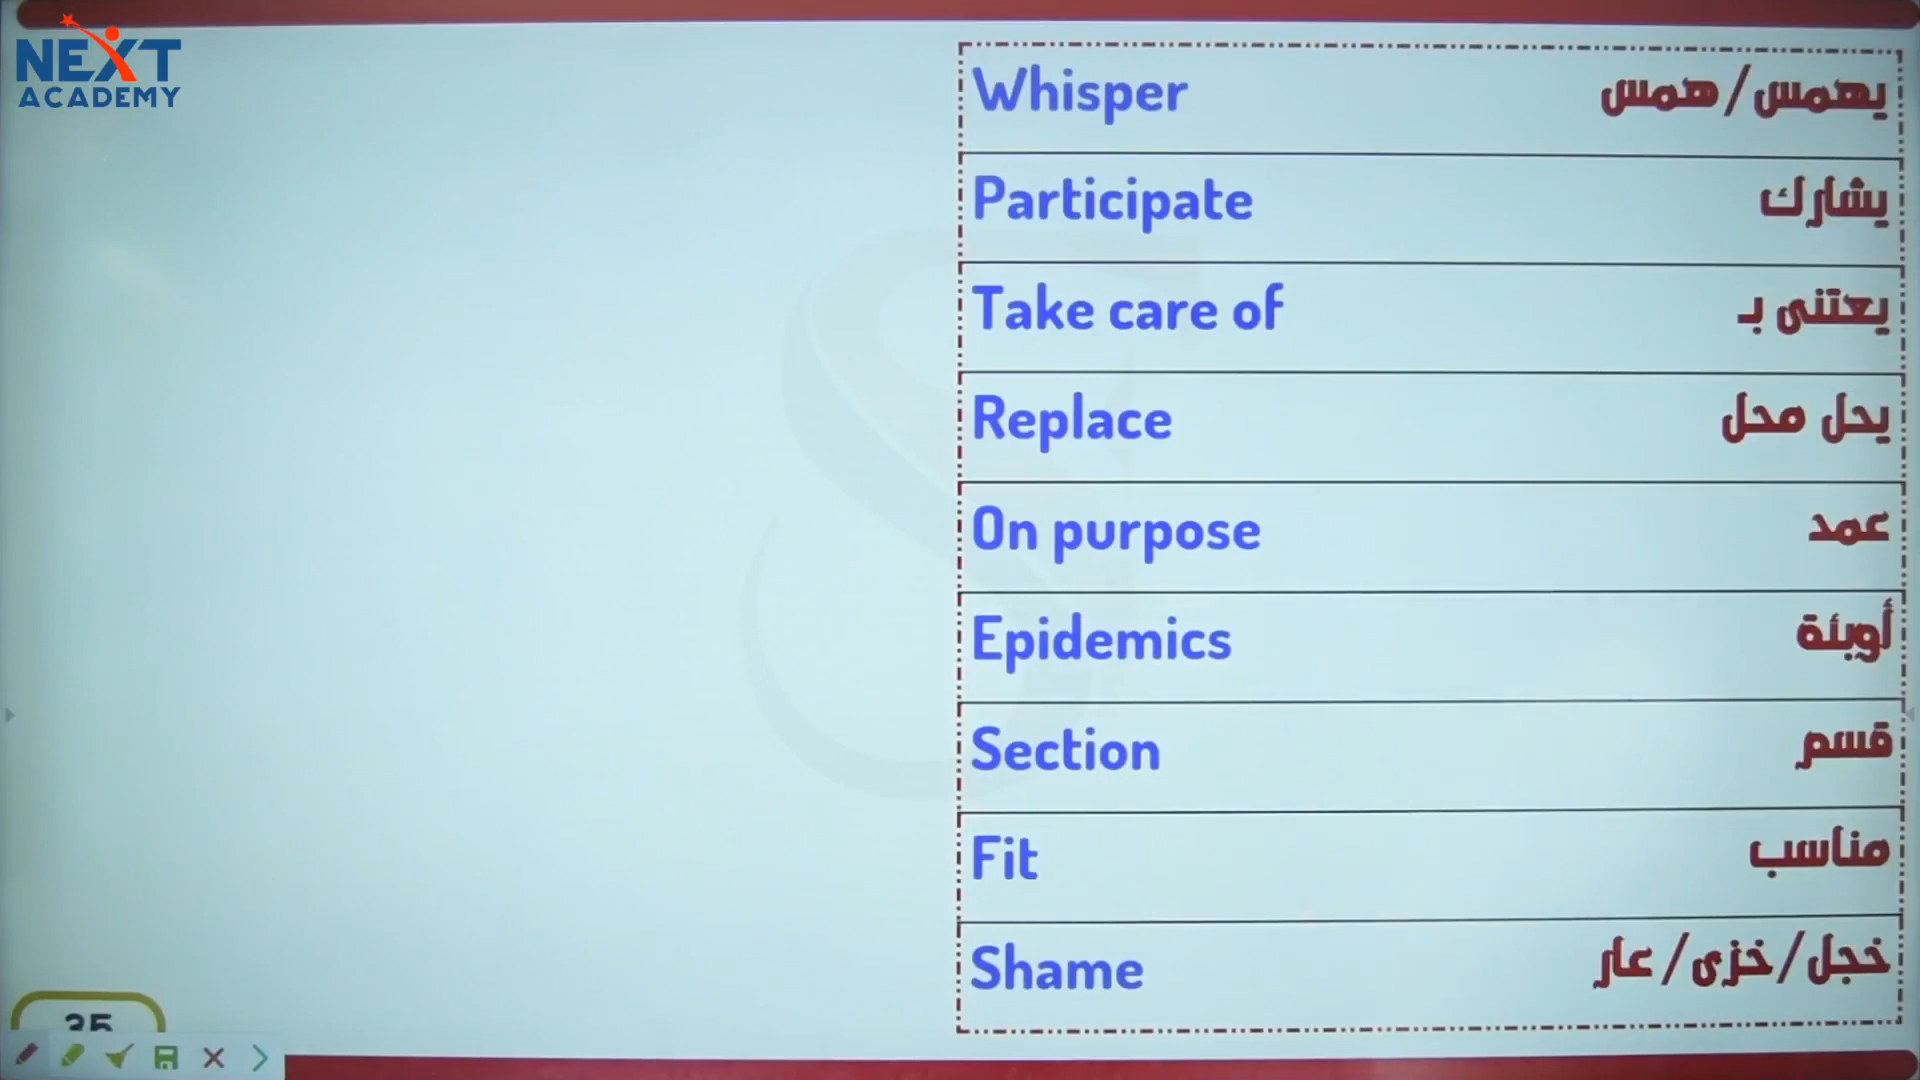 NEXT
ACADEMY
Whisper يهمس/همس
Participate يشارك
Take care of يعتنى بـ
Replace يحل محل
On purpose عمد
Epidemics أوبئة
Section قسم
Fit مناسب
Shame خجل/خزى/عار
35